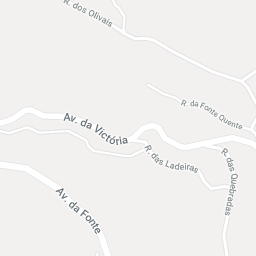 R. dos Olivais
R. da Fonte Quente
Av. da Victória
R. das Ladeiras
R. das Quebradas
Av. da Fonte